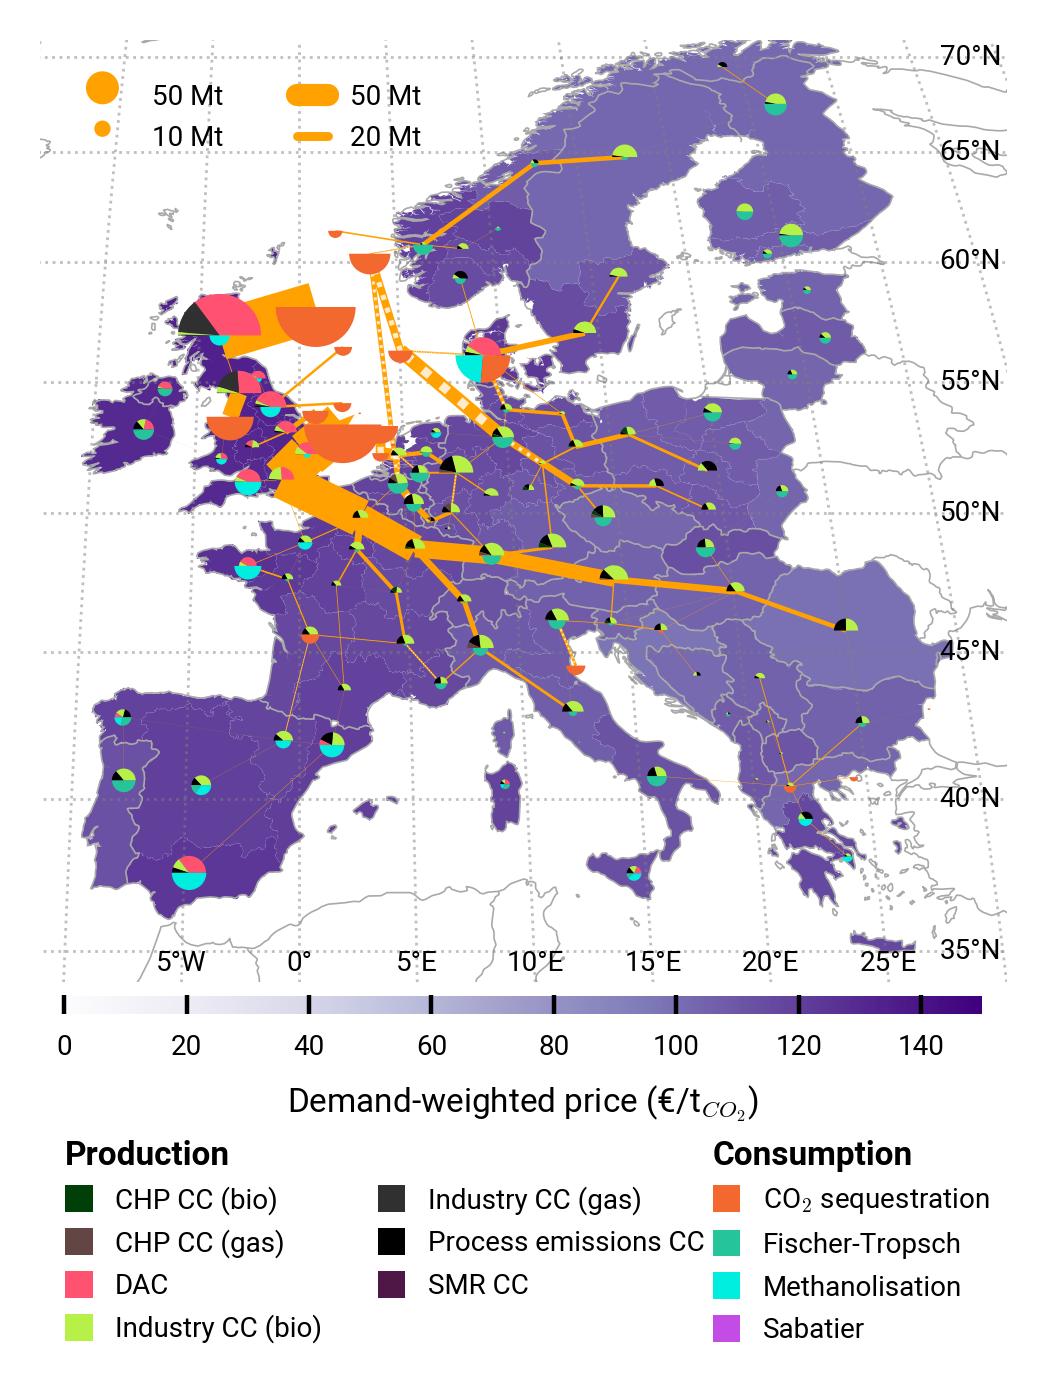 70°N
50 Mt
50 Mt
10 Mt
20 Mt
65°N
60°N
55°N
50°N
45°N
40°N
35°N
5°W
0°
5°E
10°E
15°E
20°E
25°E
0
20
40
60
80
100
120
140
Demand-weighted price (€/t_{CO_2})
Production
Consumption
CHP CC (bio)
Industry CC (gas)
CO₂ sequestration
CHP CC (gas)
Process emissions CC
Fischer-Tropsch
DAC
SMR CC
Methanolisation
Industry CC (bio)
Sabatier